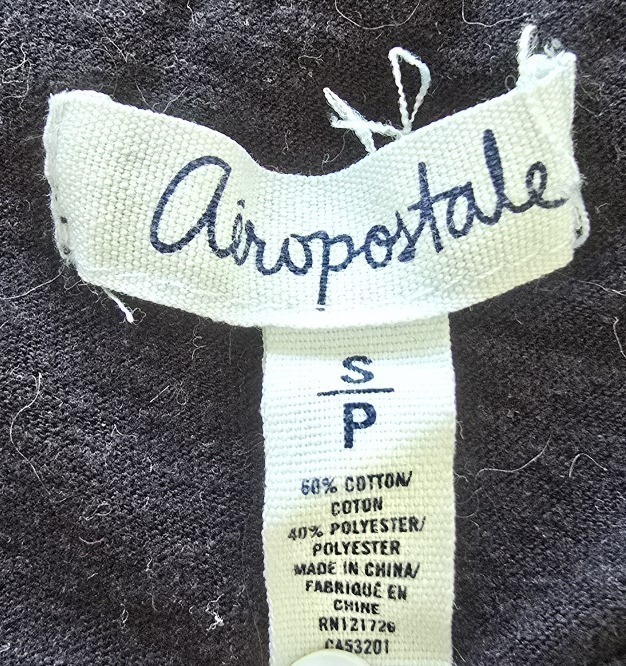 Aéropostale
S
P
60% COTTON/
COTON
40% POLYESTER/
POLYESTER
MADE IN CHINA/
FABRIQUÉ EN
CHINE
RN121726
CA53201